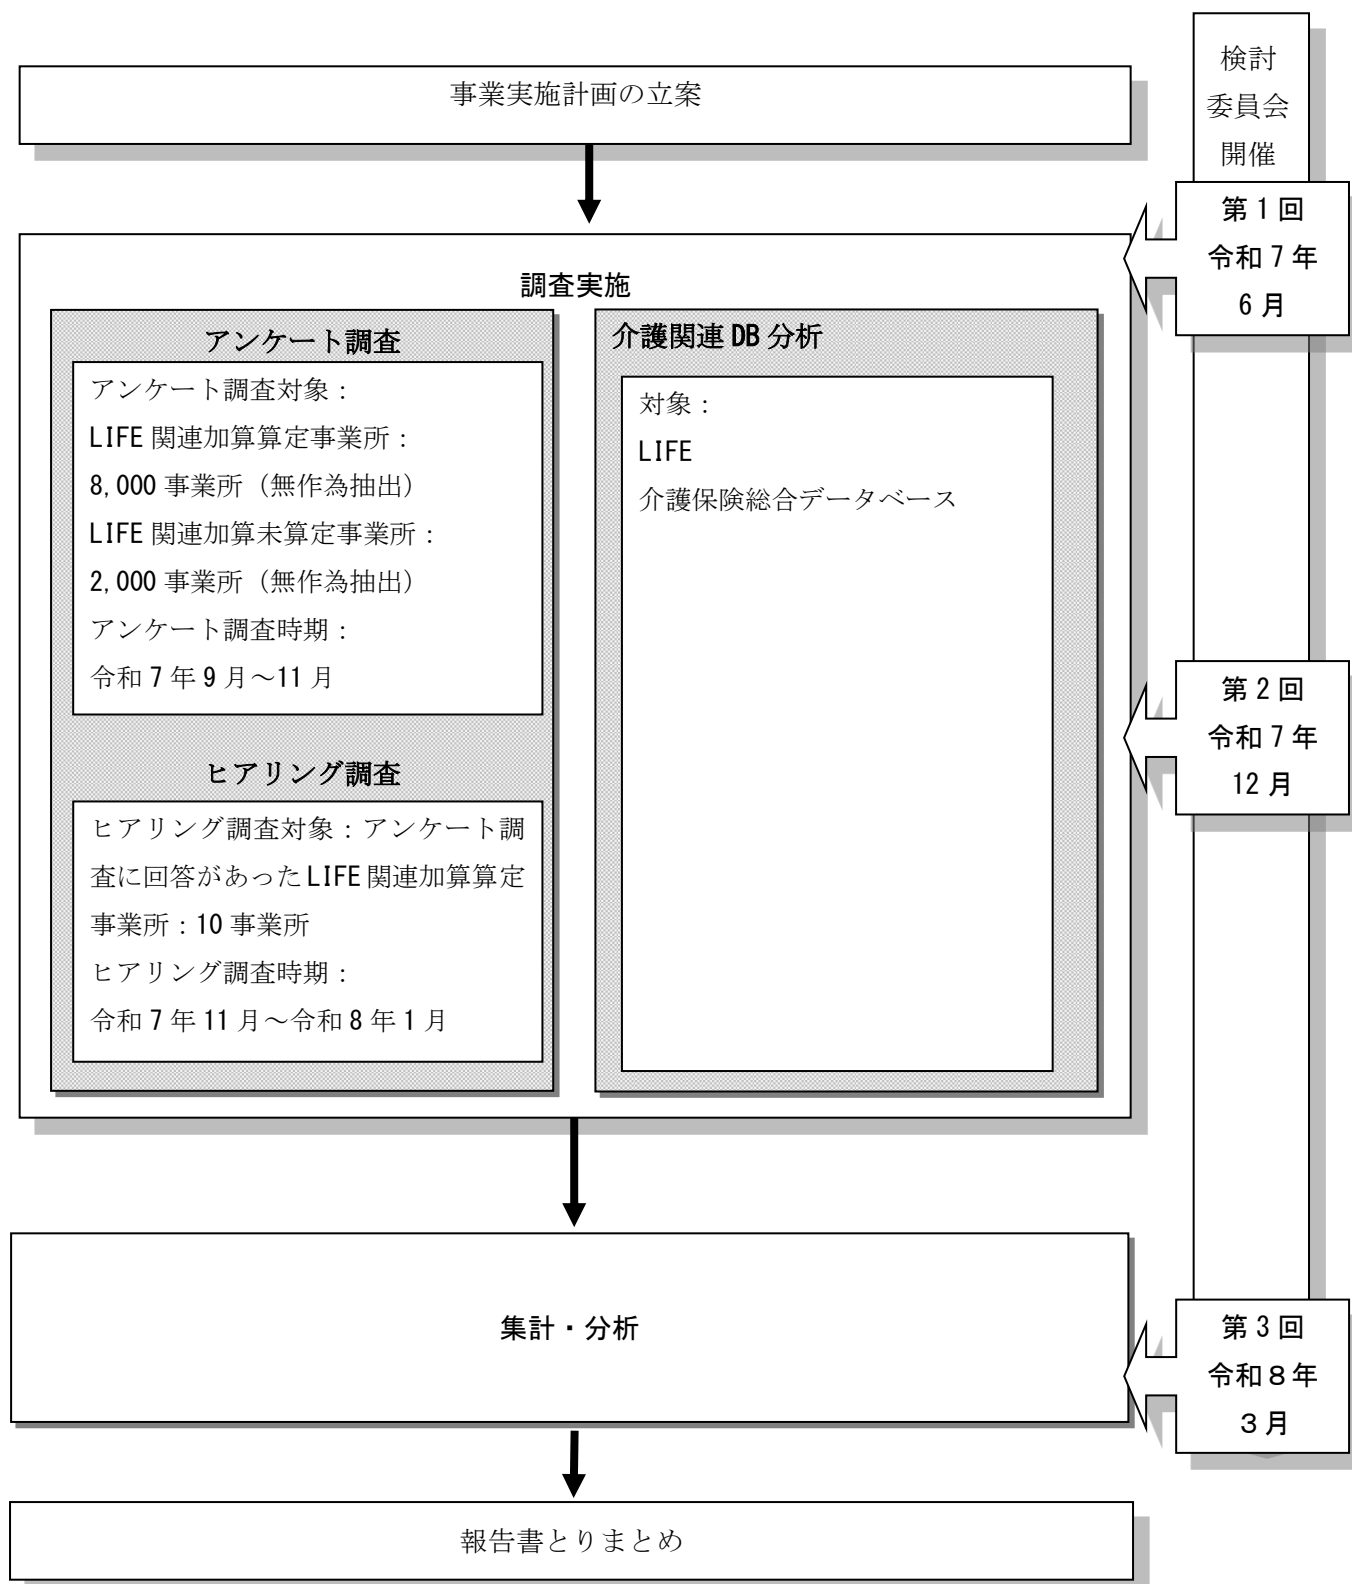 事業実施計画の立案
検討
委員会
開催
第1回
令和7年
6月
調査実施
アンケート調査
アンケート調査対象:
LIFE関連加算算定事業所:
8,000事業所(無作為抽出)
LIFE関連加算未算定事業所:
2,000事業所(無作為抽出)
アンケート調査時期:
令和7年9月~11月
ヒアリング調査
ヒアリング調査対象:アンケート調
査に回答があったLIFE関連加算算定
事業所:10事業所
ヒアリング調査時期:
令和7年11月~令和8年1月
介護関連DB分析
対象:
LIFE
介護保険総合データベース
第2回
令和7年
12月
集計・分析
第3回
令和8年
3月
報告書とりまとめ